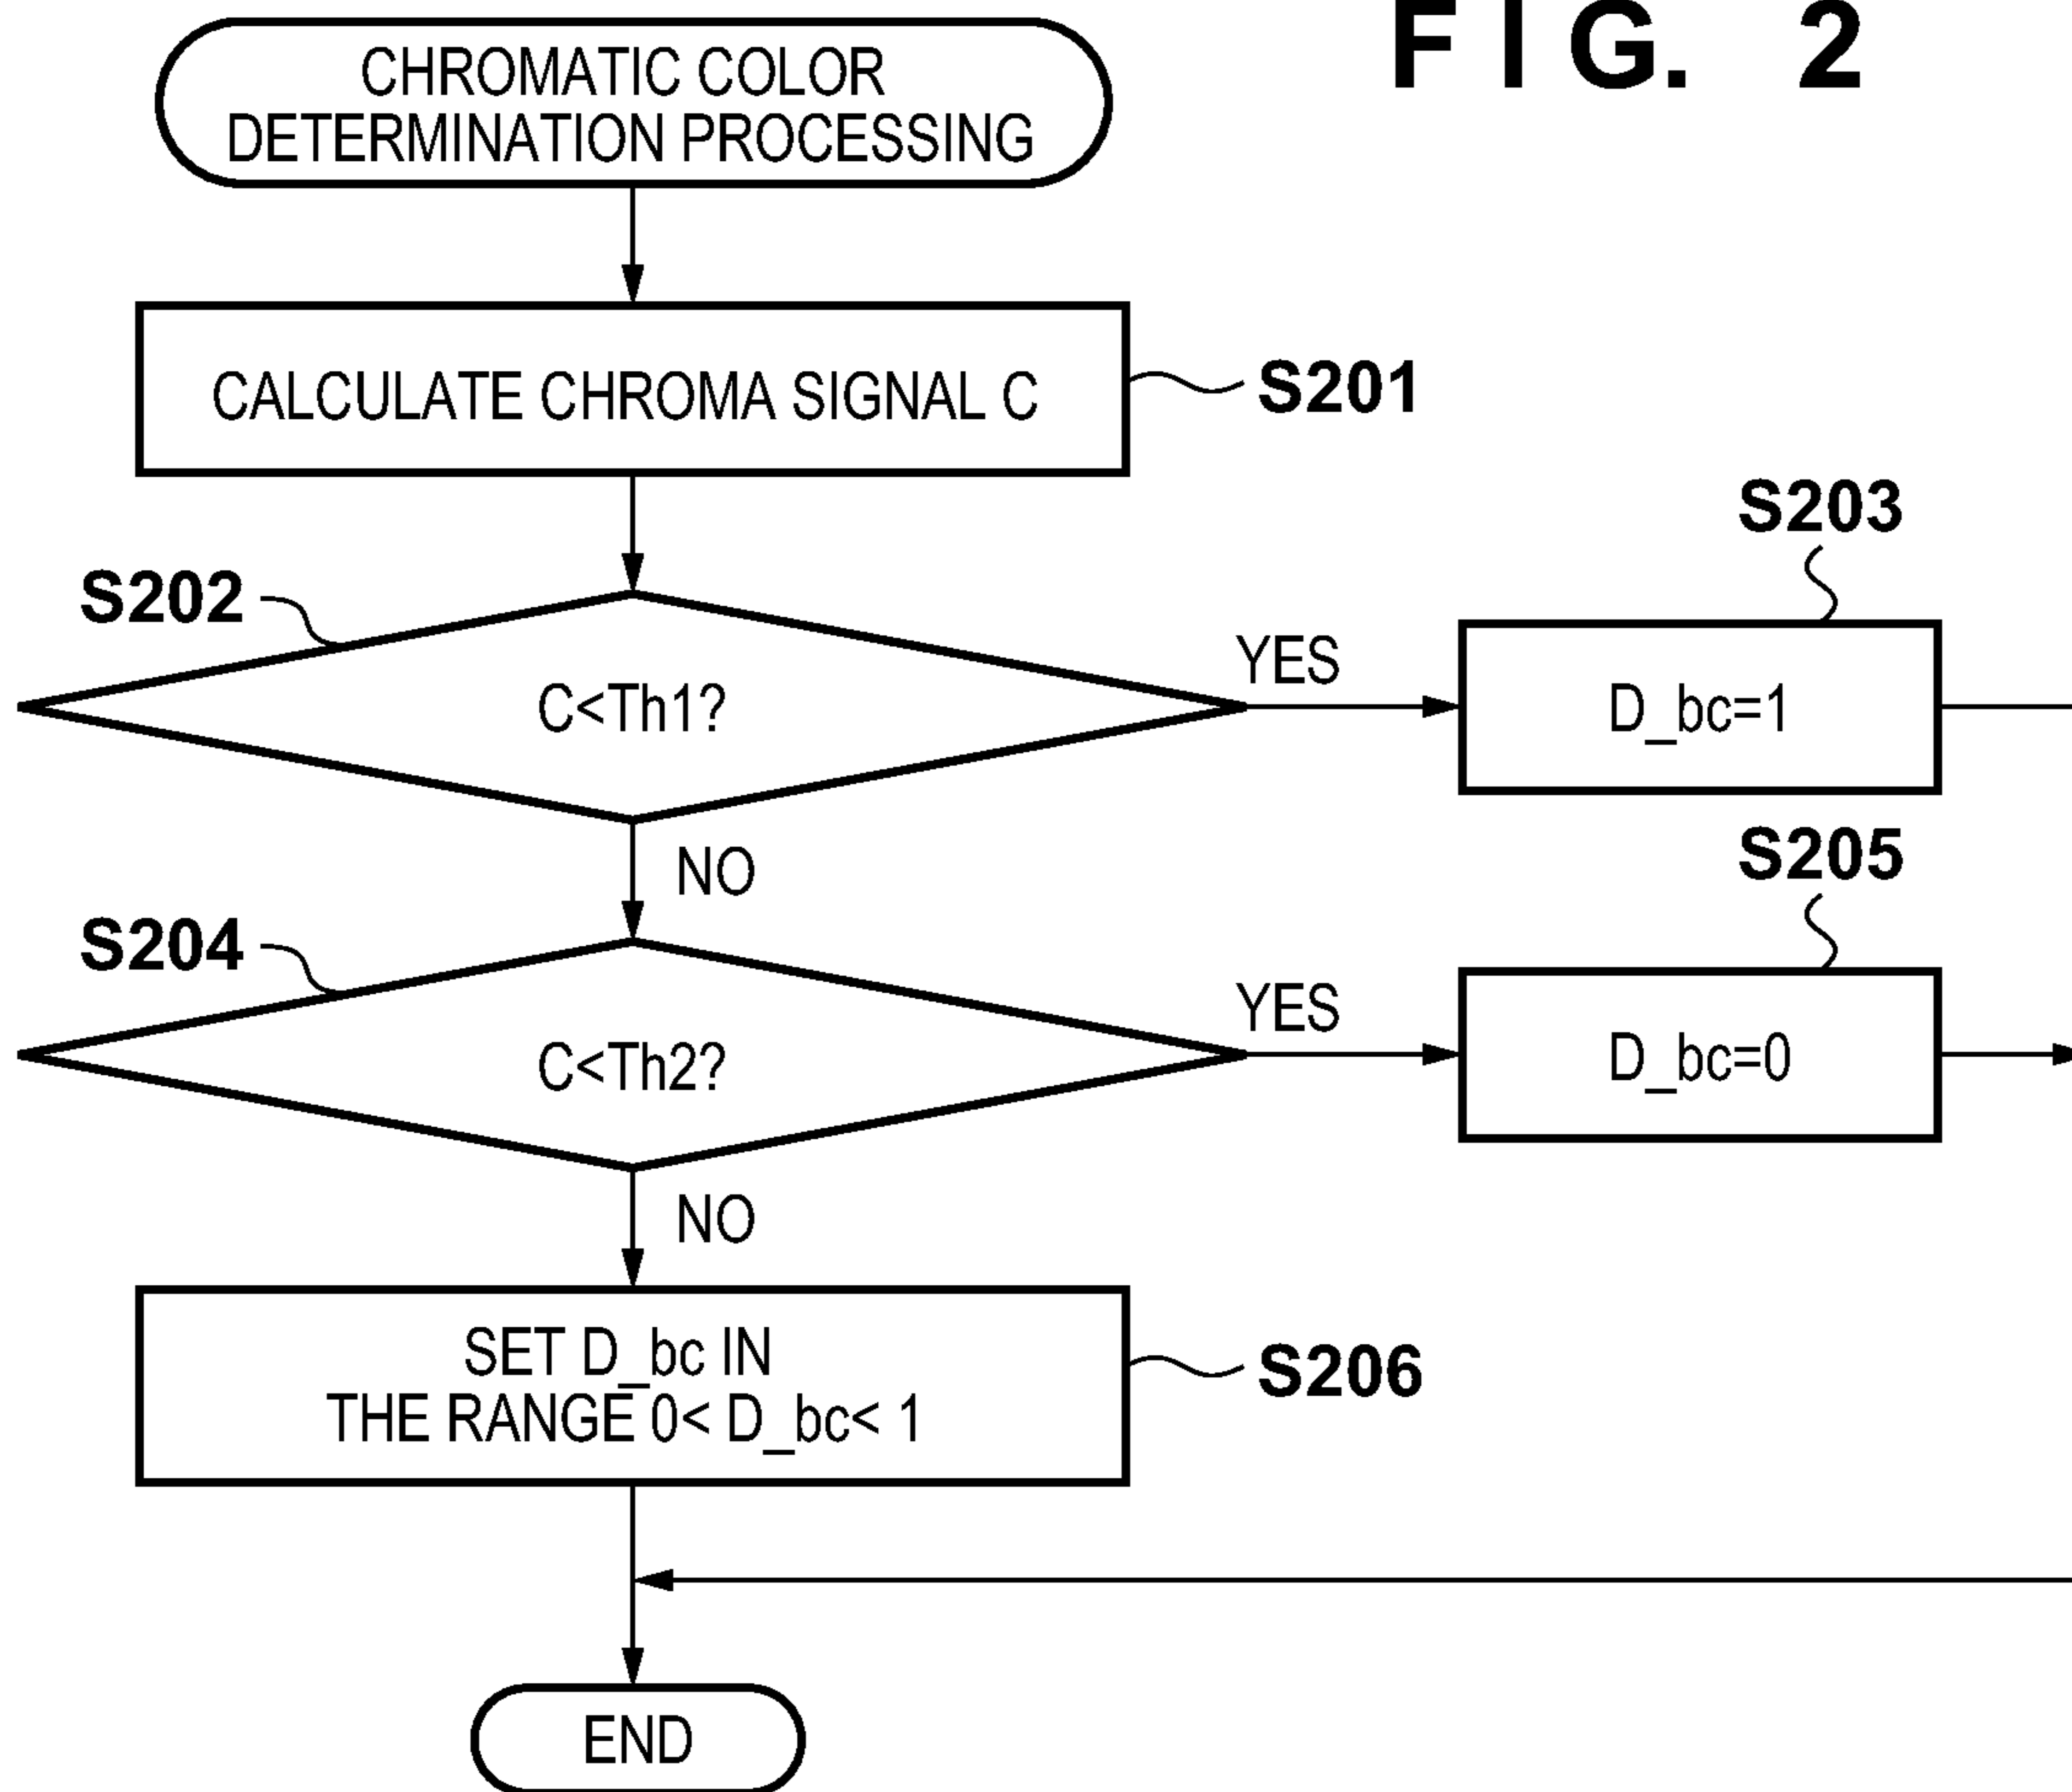 FIG. 2
CHROMATIC COLOR
DETERMINATION PROCESSING
CALCULATE CHROMA SIGNAL C
S201
S202
C<Th1?
YES
S203
D_bc=1
NO
S204
C<Th2?
YES
S205
D_bc=0
NO
SET D_bc IN
THE RANGE 0< D_bc< 1
S206
END